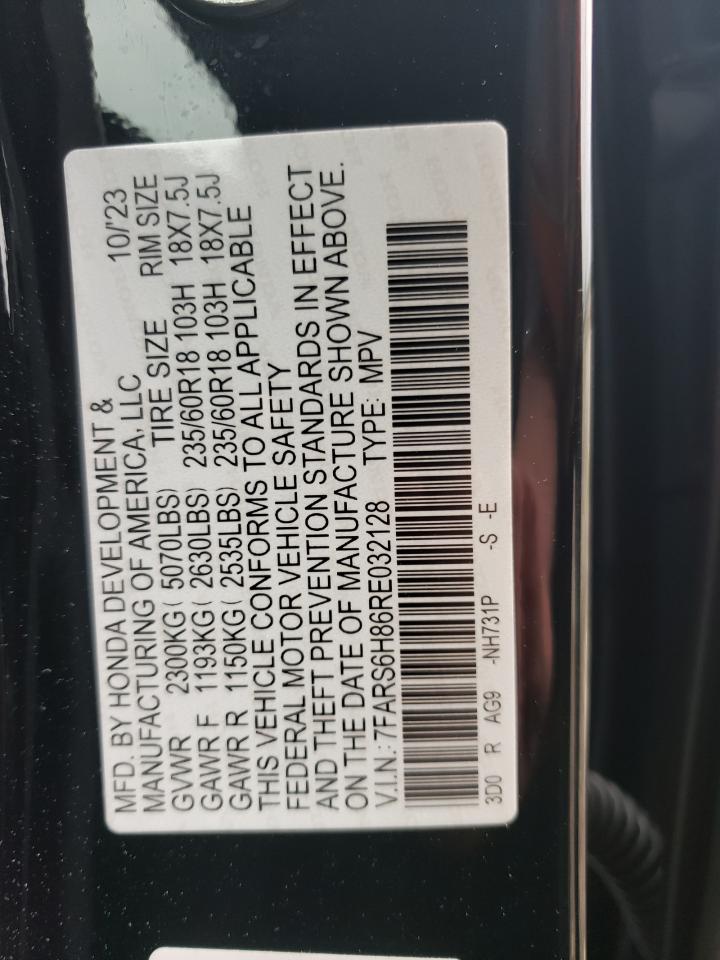 MFD. BY HONDA DEVELOPMENT & 10/'23
MANUFACTURING OF AMERICA, LLC
TIRE SIZE RIM SIZE
GVWR 2300KG( 5070LBS)
GAWR F 1193KG( 2630LBS) 235/60R18 103H 18X7.5J
GAWR R 1150KG( 2535LBS) 235/60R18 103H 18X7.5J
THIS VEHICLE CONFORMS TO ALL APPLICABLE
FEDERAL MOTOR VEHICLE SAFETY
AND THEFT PREVENTION STANDARDS IN EFFECT
ON THE DATE OF MANUFACTURE SHOWN ABOVE.
V.I.N.: 7FARS6H86RE032128 TYPE: MPV
3D0 R AG9 -NH731P -S -E